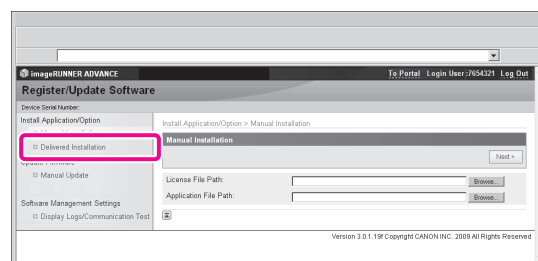 imageRUNNER ADVANCE
To Portal Login User:7654321 Log Out
Register/Update Software
Device Serial Number:
Install Application/Option
Delivered Installation
Manual Update
Software Management Settings
Display Logs/Communication Test
Install Application/Option > Manual Installation
Manual Installation
Next >
License File Path:
Browse...
Application File Path:
Browse...
Version 3.0.1.19f Copyright CANON INC. 2009 All Rights Reserved